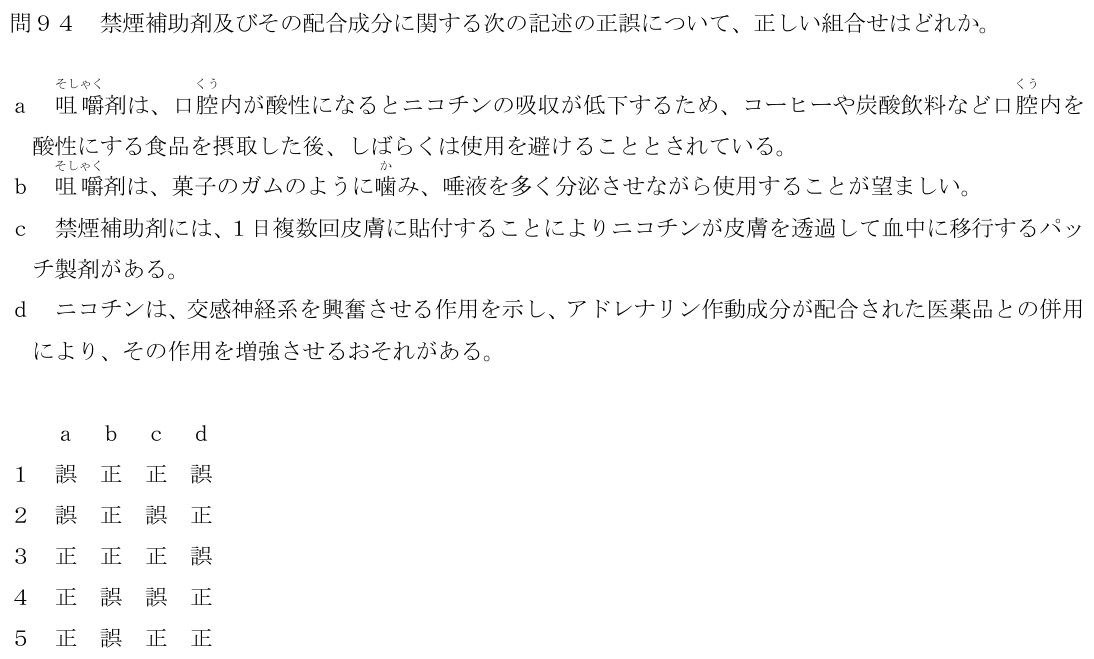 問９４　禁煙補助剤及びその配合成分に関する次の記述の正誤について、正しい組合せはどれか。
そしゃく　くう　くう
a　咀嚼剤は、口腔内が酸性になるとニコチンの吸収が低下するため、コーヒーや炭酸飲料など口腔内を
酸性にする食品を摂取した後、しばらくは使用を避けることとされている。
そしゃく　か
b　咀嚼剤は、菓子のガムのように噛み、唾液を多く分泌させながら使用することが望ましい。
c　禁煙補助剤には、１日複数回皮膚に貼付することによりニコチンが皮膚を透過して血中に移行するパッ
チ製剤がある。
d　ニコチンは、交感神経系を興奮させる作用を示し、アドレナリン作動成分が配合された医薬品との併用
により、その作用を増強させるおそれがある。
a　b　c　d
１　誤　正　正　誤
２　誤　正　誤　正
３　正　正　正　誤
４　正　誤　誤　正
５　正　誤　正　正